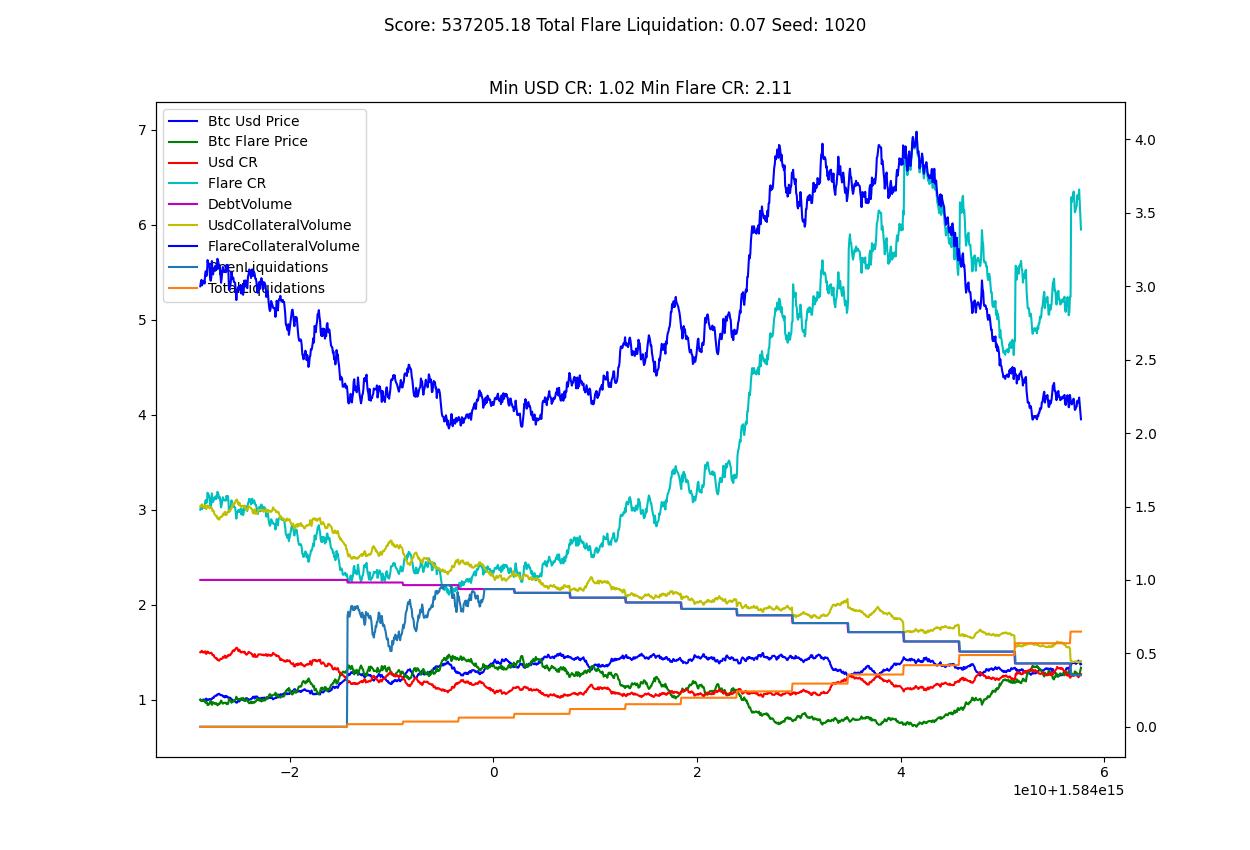 Score: 537205.18 Total Flare Liquidation: 0.07 Seed: 1020
Min USD CR: 1.02 Min Flare CR: 2.11
Btc Usd Price
Btc Flare Price
Usd CR
Flare CR
DebtVolume
UsdCollateralVolume
FlareCollateralVolume
OpenLiquidations
TotalLiquidations
7
6
5
4
3
2
1
4.0
3.5
3.0
2.5
2.0
1.5
1.0
0.5
0.0
−2
0
2
4
6
1e10+1.584e15